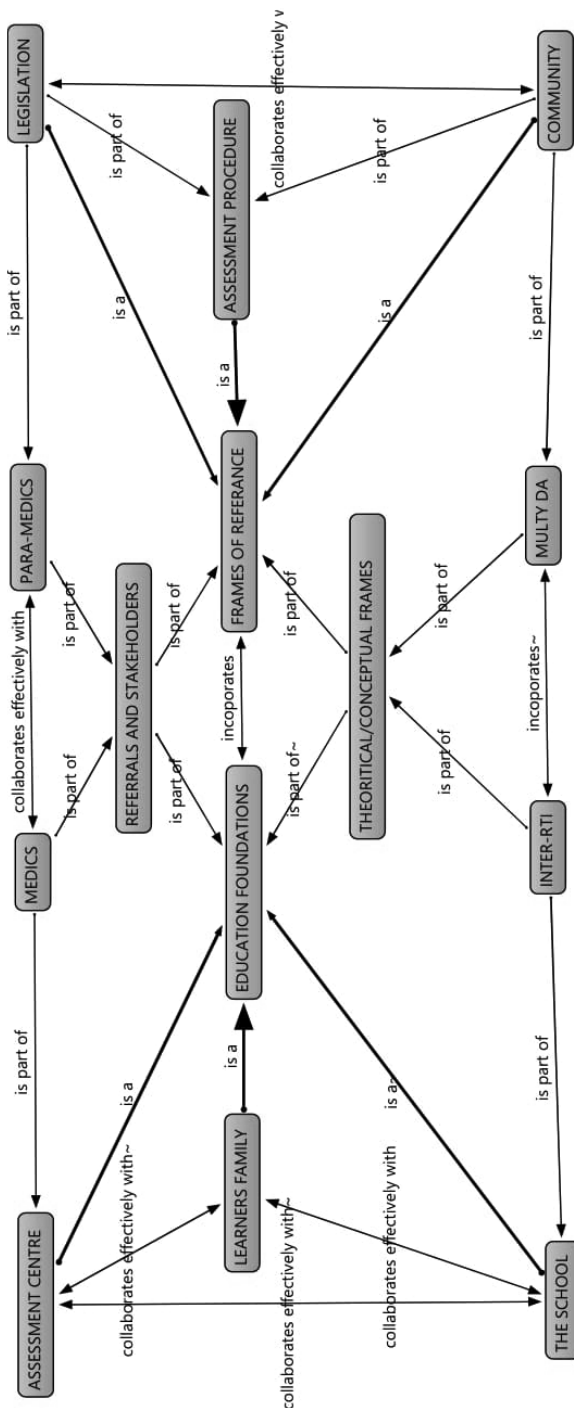 LEGISLATION
is part of
PARA-MEDICS
collaborates effectively with
MEDICS
is part of
ASSESSMENT CENTRE
is part of
is a
is part of
REFERRALS AND STAKEHOLDERS
is part of
is a
collaborates effectively with~
collaborates effectively v
ASSESSMENT PROCEDURE
is a
FRAMES OF REFERANCE
is part of
incoporates
is part of
EDUCATION FOUNDATIONS
is a
LEARNERS FAMILY
collaborates effectively with~
is part of
is a
is part of
THEORITICAL/CONCEPTUAL FRAMES
is part of~
is a~
collaborates effectively with
is part of
is part of
is part of
COMMUNITY
MULTY DA
incoporates~
INTER-RTI
is part of
THE SCHOOL